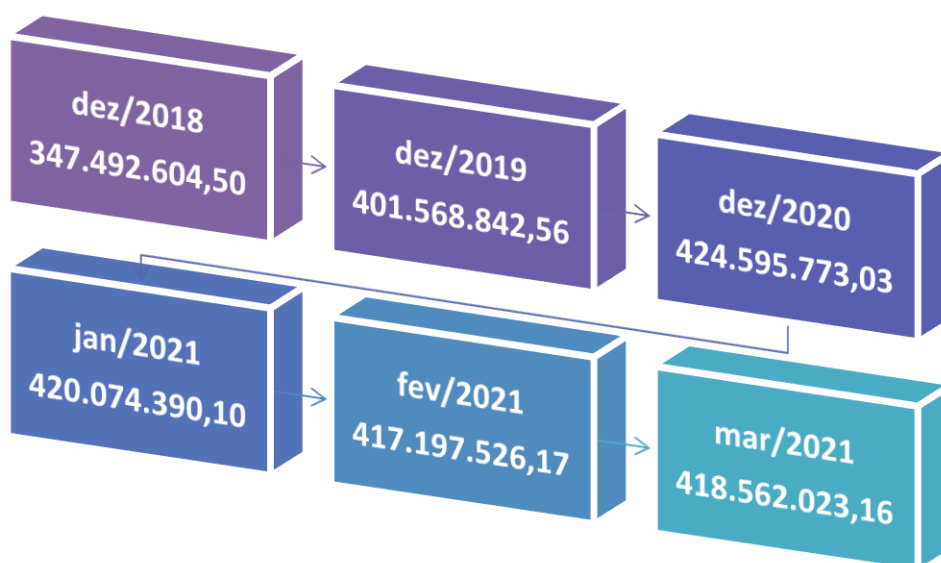 dez/2018
347.492.604,50
dez/2019
401.568.842,56
dez/2020
424.595.773,03
jan/2021
420.074.390,10
fev/2021
417.197.526,17
mar/2021
418.562.023,16